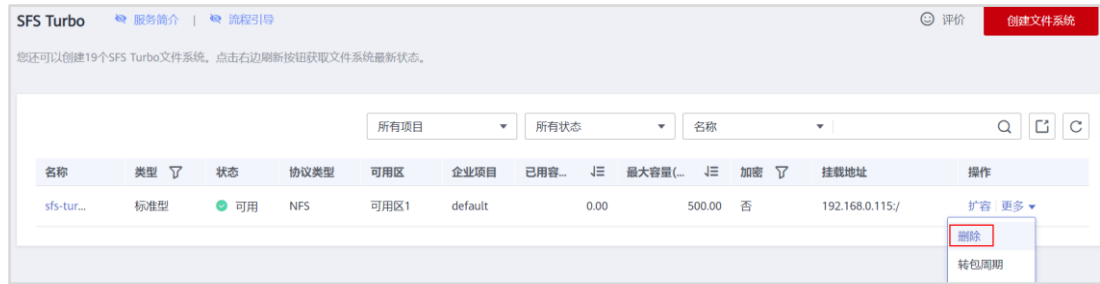 SFS Turbo 服务简介 | 流程引导 评价 创建文件系统
您还可以创建19个SFS Turbo文件系统。点击右边刷新按钮获取文件系统最新状态。
所有项目 所有状态 名称
名称 类型 状态 协议类型 可用区 企业项目 已用容... 最大容量(... 加密 挂载地址 操作
sfs-tur... 标准型 可用 NFS 可用区1 default 0.00 500.00 否 192.168.0.115:/ 扩容 更多
删除
转包周期